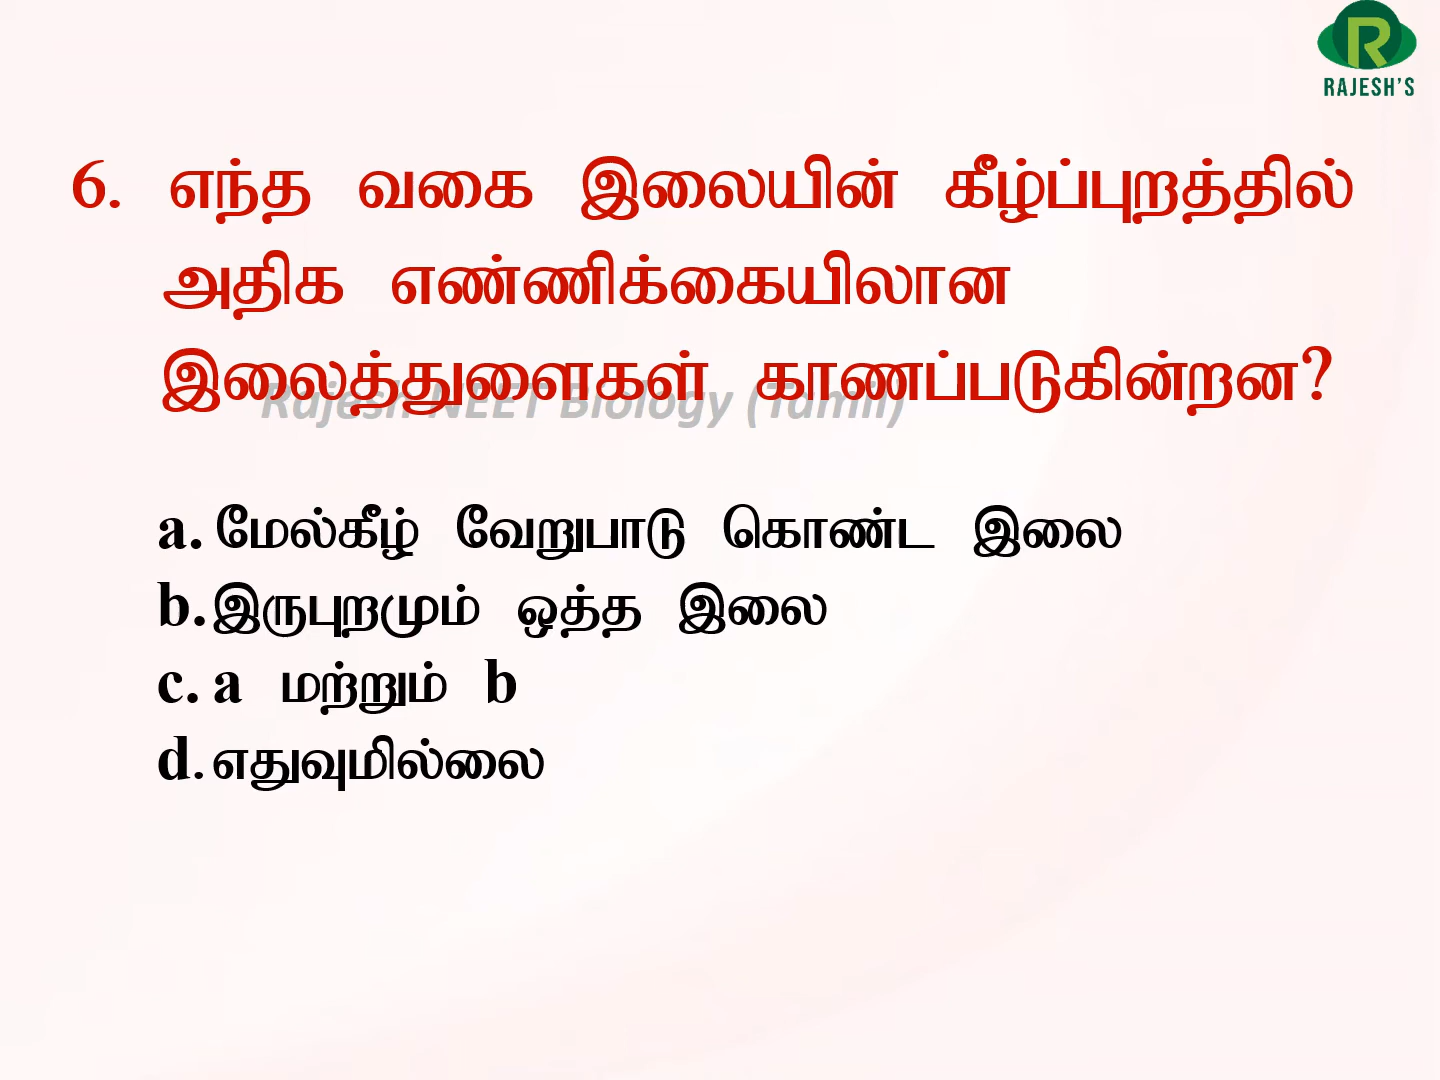 RAJESH'S
6. எந்த வகை இலையின் கீழ்ப்புறத்தில்
அதிக எண்ணிக்கையிலான
இலைத்துளைகள் காணப்படுகின்றன?
Rajesh NEET Biology (Tamil)
a. மேல்கீழ் வேறுபாடு கொண்ட இலை
b. இருபுறமும் ஒத்த இலை
c. a மற்றும் b
d. எதுவுமில்லை